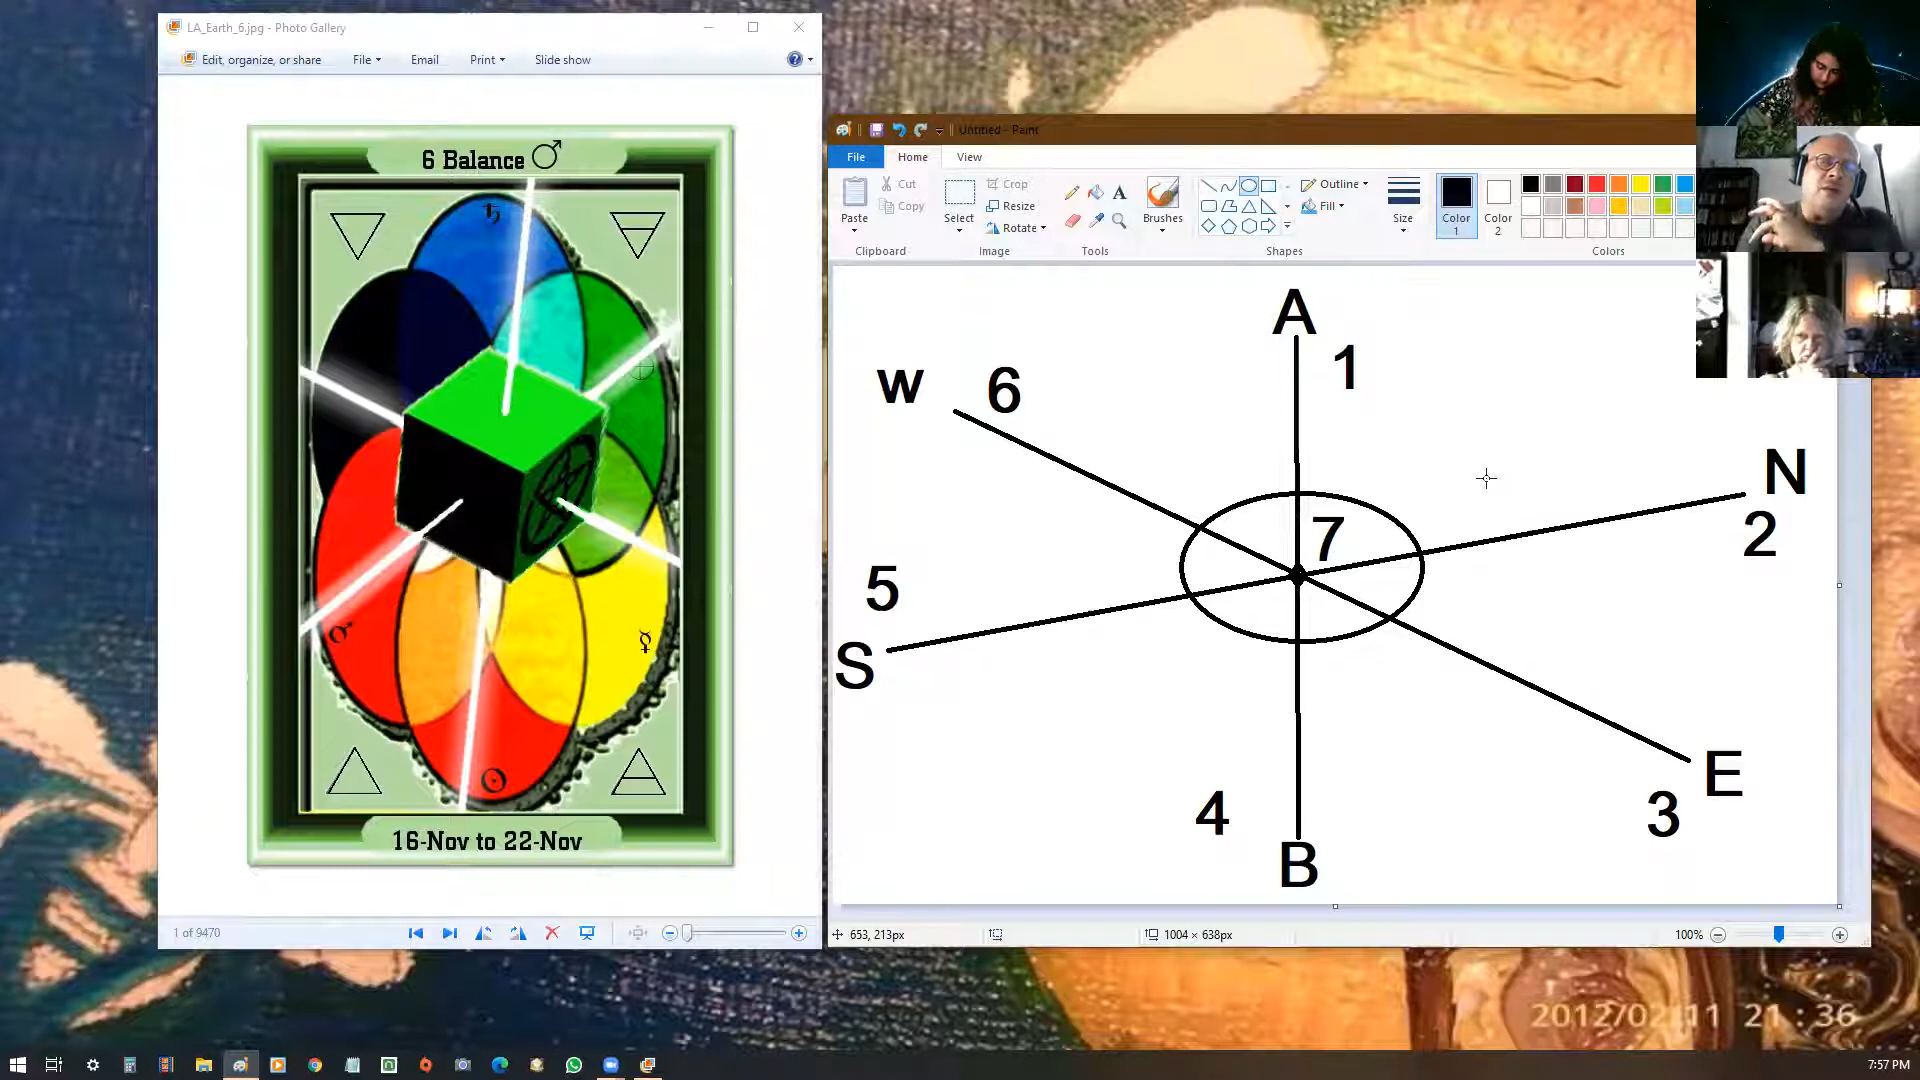 LA_Earth_6.jpg - Photo Gallery
Edit, organize, or share File Email Print Slide show
6 Balance ♂
♄
♂
☿
☉
16-Nov to 22-Nov
1 of 9470
Untitled - Paint
File Home View
Paste
Cut
Copy
Clipboard
Select
Crop
Resize
Rotate
Image
Tools
Brushes
Shapes
Outline
Fill
Size
Color 1
Color 2
Colors
A
1
W 6
N
2
7
5
S
E
3
4
B
653, 213px
1004 × 638px
100%
2012/02/11 21:36
7:57 PM